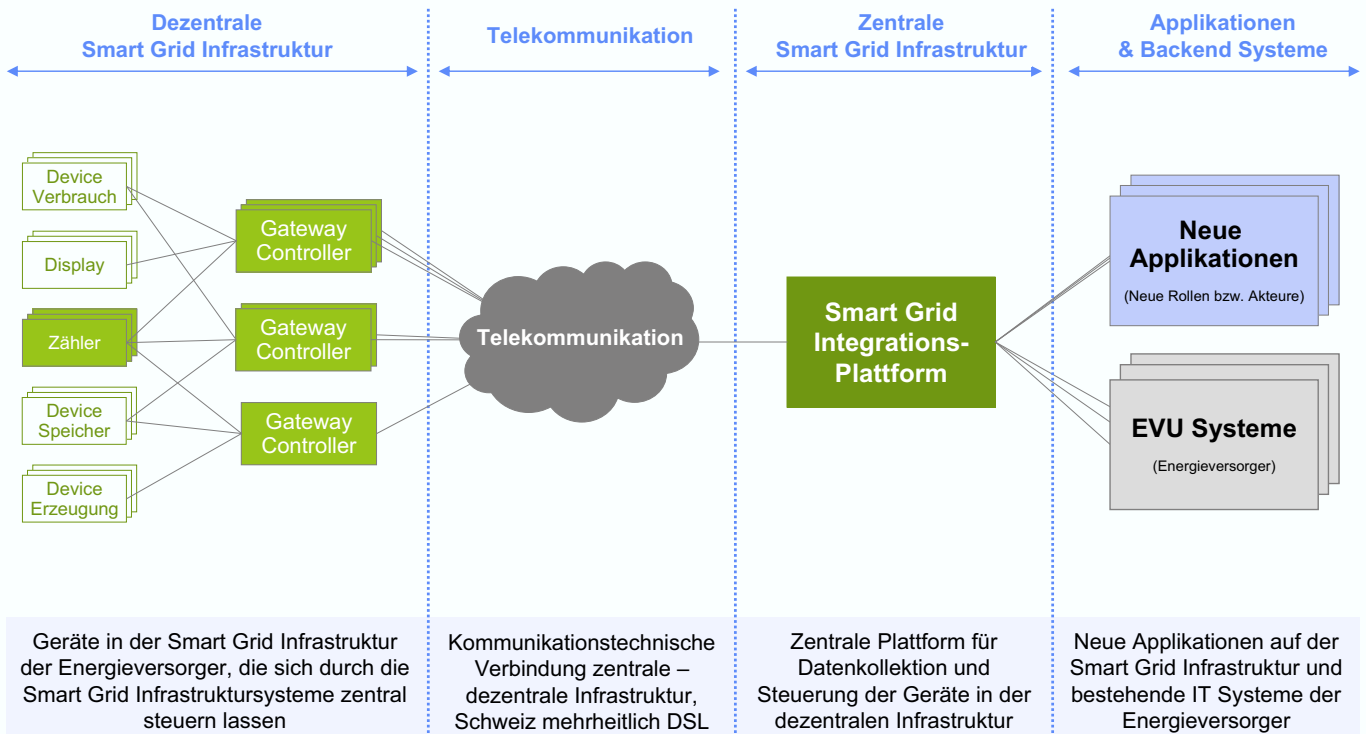 Dezentrale
Smart Grid Infrastruktur
Telekommunikation
Zentrale
Smart Grid Infrastruktur
Applikationen
& Backend Systeme
Device
Verbrauch
Display
Zähler
Device
Speicher
Device
Erzeugung
Gateway
Controller
Gateway
Controller
Gateway
Controller
Telekommunikation
Smart Grid
Integrations-
Plattform
Neue
Applikationen
(Neue Rollen bzw. Akteure)
EVU Systeme
(Energieversorger)
Geräte in der Smart Grid Infrastruktur
der Energieversorger, die sich durch die
Smart Grid Infrastruktursysteme zentral
steuern lassen
Kommunikationstechnische
Verbindung zentrale –
dezentrale Infrastruktur,
Schweiz mehrheitlich DSL
Zentrale Plattform für
Datenkollektion und
Steuerung der Geräte in der
dezentralen Infrastruktur
Neue Applikationen auf der
Smart Grid Infrastruktur und
bestehende IT Systeme der
Energieversorger